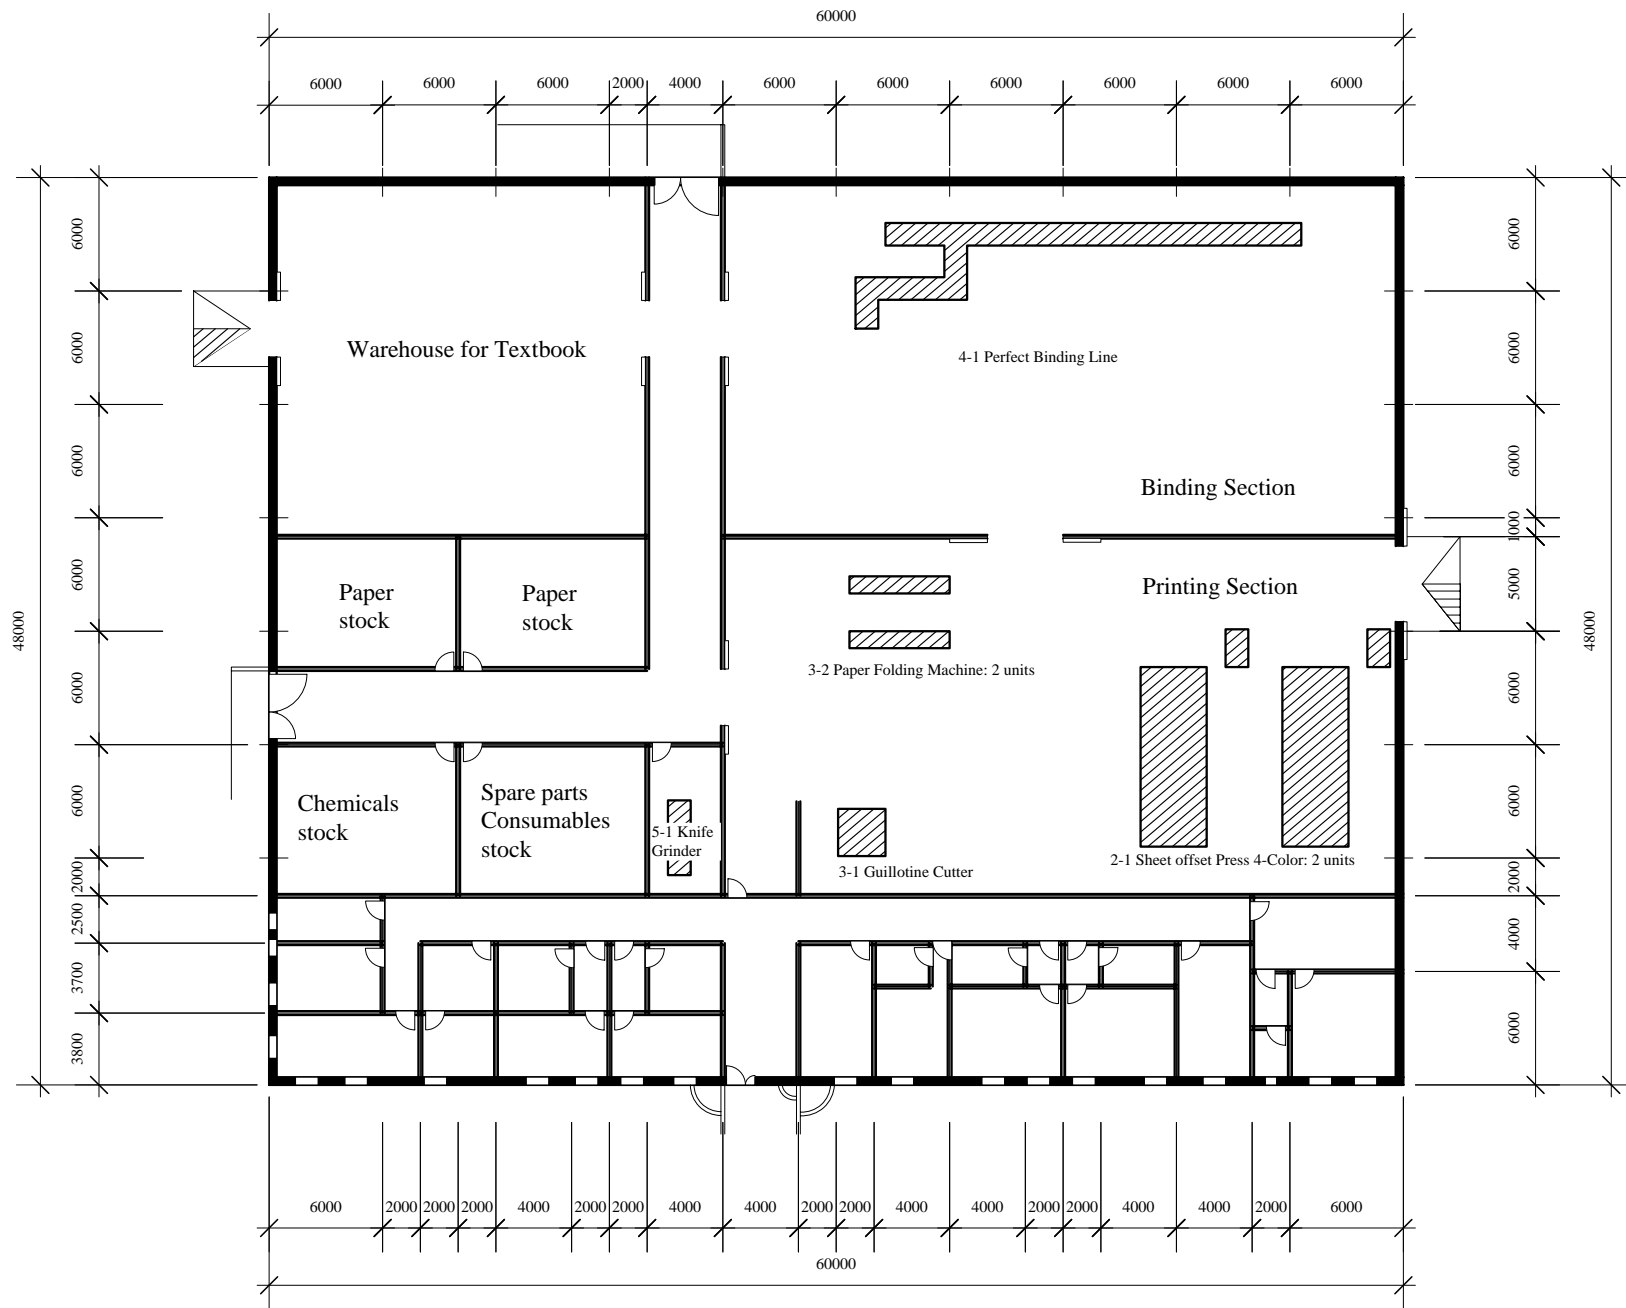 60000
6000 6000 6000 2000 4000 6000 6000 6000 6000 6000 6000
6000 6000
6000 6000
Warehouse for Textbook
4-1 Perfect Binding Line
6000 6000
Binding Section
1000
6000 5000
Paper
stock
Paper
stock
Printing Section
48000 48000
3-2 Paper Folding Machine: 2 units
6000 6000
6000 6000
Chemicals
stock
Spare parts
Consumables
stock
5-1 Knife
Grinder
3-1 Guillotine Cutter
2-1 Sheet offset Press 4-Color: 2 units
2000 2000
2500 4000
3700
6000
3800
6000 2000 2000 2000 4000 2000 2000 4000 4000 2000 2000 4000 4000 2000 2000 4000 4000 2000 6000
60000